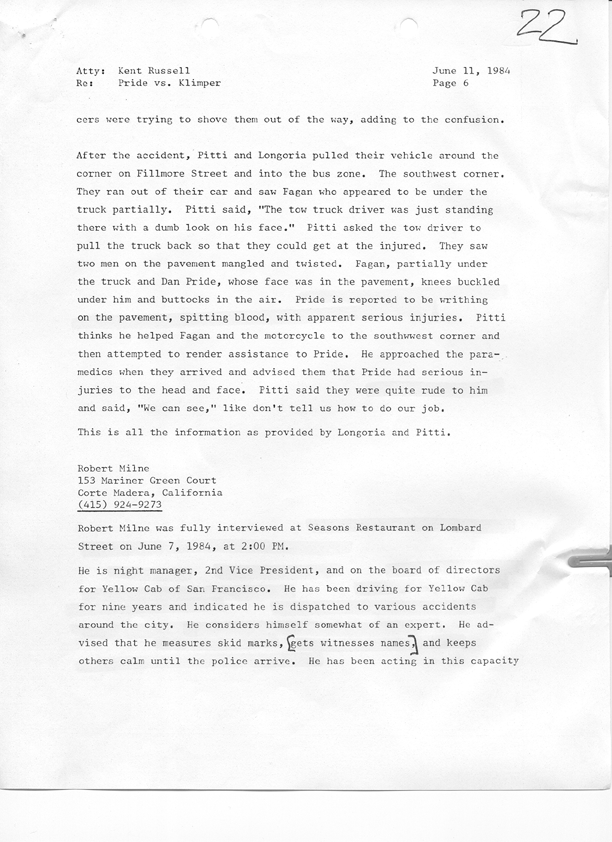 22
Atty: Kent Russell June 11, 1984
Re: Pride vs. Klimper Page 6
cers were trying to shove them out of the way, adding to the confusion.
After the accident, Pitti and Longoria pulled their vehicle around the
corner on Fillmore Street and into the bus zone. The southwest corner.
They ran out of their car and saw Fagan who appeared to be under the
truck partially. Pitti said, "The tow truck driver was just standing
there with a dumb look on his face." Pitti asked the tow driver to
pull the truck back so that they could get at the injured. They saw
two men on the pavement mangled and twisted. Fagan, partially under
the truck and Dan Pride, whose face was in the pavement, knees buckled
under him and buttocks in the air. Pride is reported to be writhing
on the pavement, spitting blood, with apparent serious injuries. Pitti
thinks he helped Fagan and the motorcycle to the southwwest corner and
then attempted to render assistance to Pride. He approached the para-
medics when they arrived and advised them that Pride had serious in-
juries to the head and face. Pitti said they were quite rude to him
and said, "We can see," like don't tell us how to do our job.
This is all the information as provided by Longoria and Pitti.
Robert Milne
153 Mariner Green Court
Corte Madera, California
(415) 924-9273
Robert Milne was fully interviewed at Seasons Restaurant on Lombard
Street on June 7, 1984, at 2:00 PM.
He is night manager, 2nd Vice President, and on the board of directors
for Yellow Cab of San Francisco. He has been driving for Yellow Cab
for nine years and indicated he is dispatched to various accidents
around the city. He considers himself somewhat of an expert. He ad-
vised that he measures skid marks, [gets witnesses names,] and keeps
others calm until the police arrive. He has been acting in this capacity